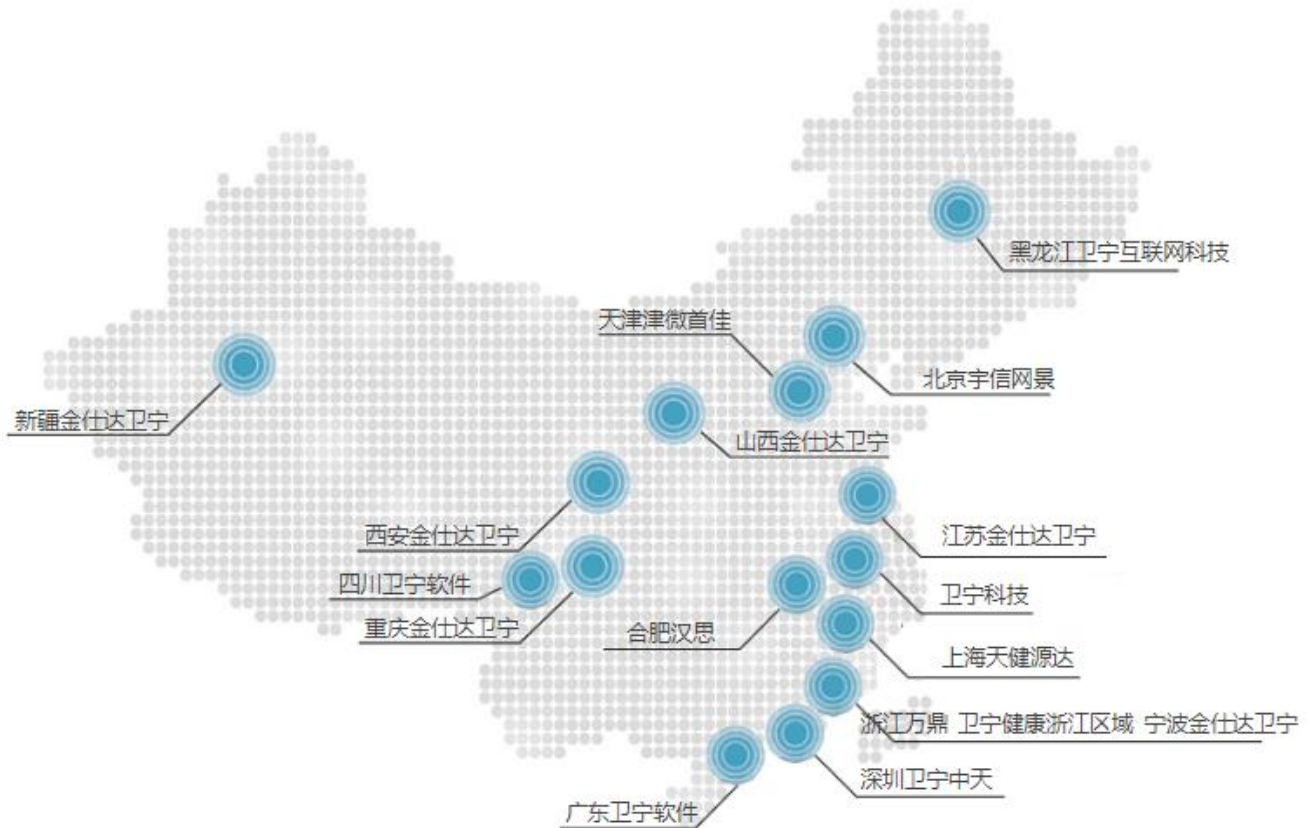 黑龙江卫宁互联网科技
天津津微首佳
北京宇信网景
新疆金仕达卫宁
山西金仕达卫宁
西安金仕达卫宁
江苏金仕达卫宁
四川卫宁软件
卫宁科技
重庆金仕达卫宁
合肥汉思
上海天健源达
浙江万鼎 卫宁健康浙江区域 宁波金仕达卫宁
深圳卫宁中天
广东卫宁软件